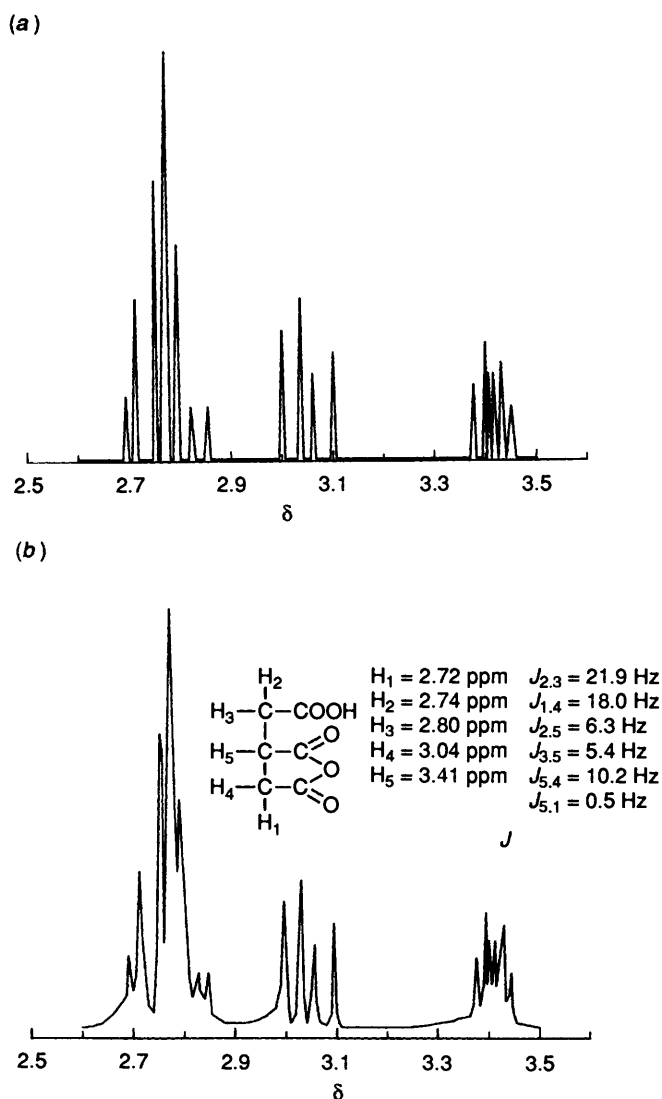 (a)
2.5 2.7 2.9 3.1 3.3 3.5
δ
(b)
H2
H3—C—COOH
H5—C—C O
O
H4—C—C
O
H1
H1 = 2.72 ppm J2.3 = 21.9 Hz
H2 = 2.74 ppm J1.4 = 18.0 Hz
H3 = 2.80 ppm J2.5 = 6.3 Hz
H4 = 3.04 ppm J3.5 = 5.4 Hz
H5 = 3.41 ppm J5.4 = 10.2 Hz
J5.1 = 0.5 Hz
J
2.5 2.7 2.9 3.1 3.3 3.5
δ